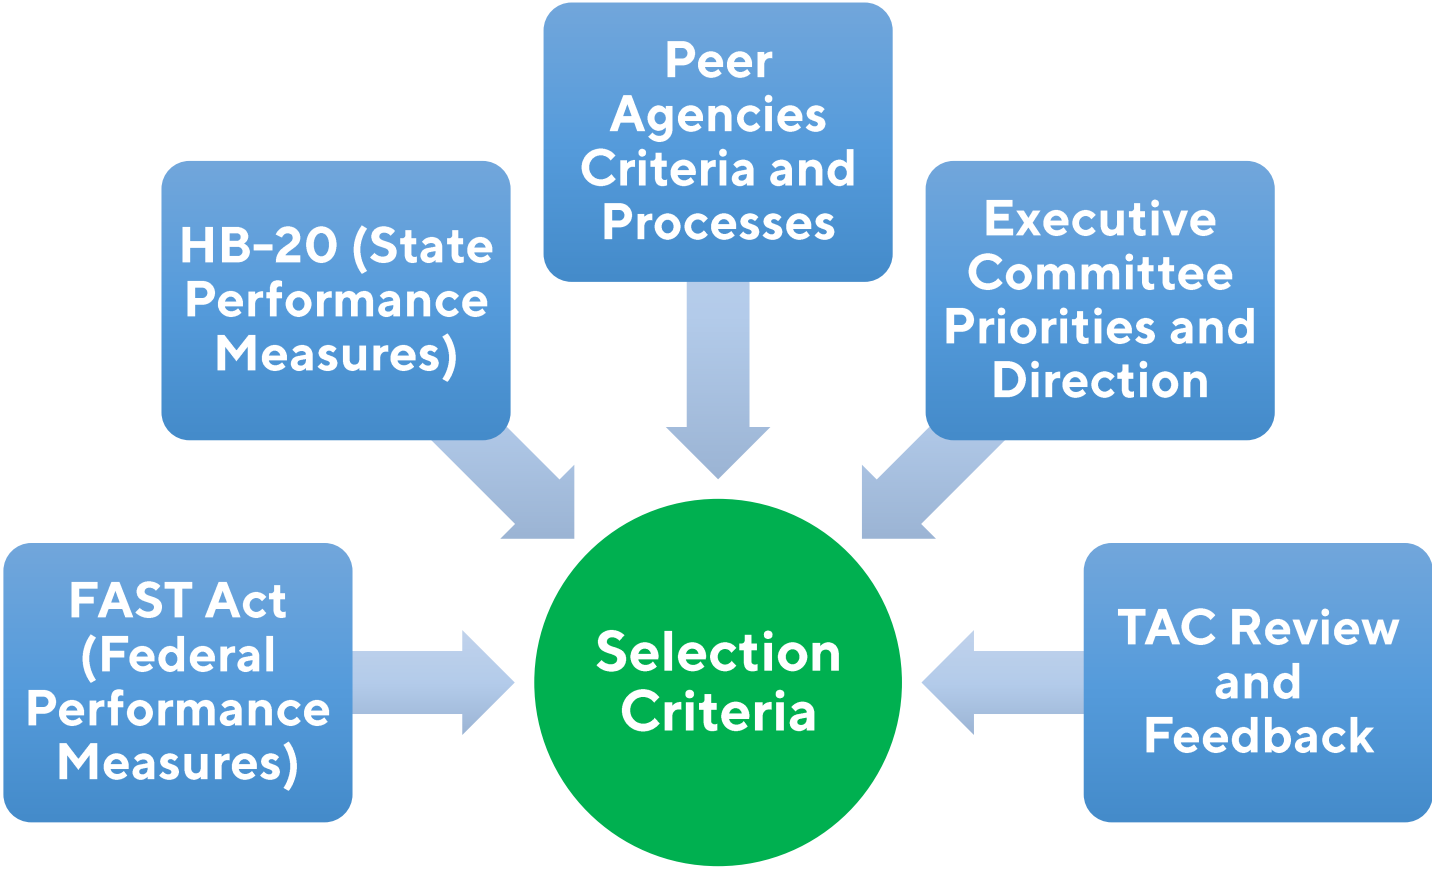 Peer
Agencies
Criteria and
Processes
HB-20 (State
Performance
Measures)
Executive
Committee
Priorities and
Direction
FAST Act
(Federal
Performance
Measures)
Selection
Criteria
TAC Review
and
Feedback